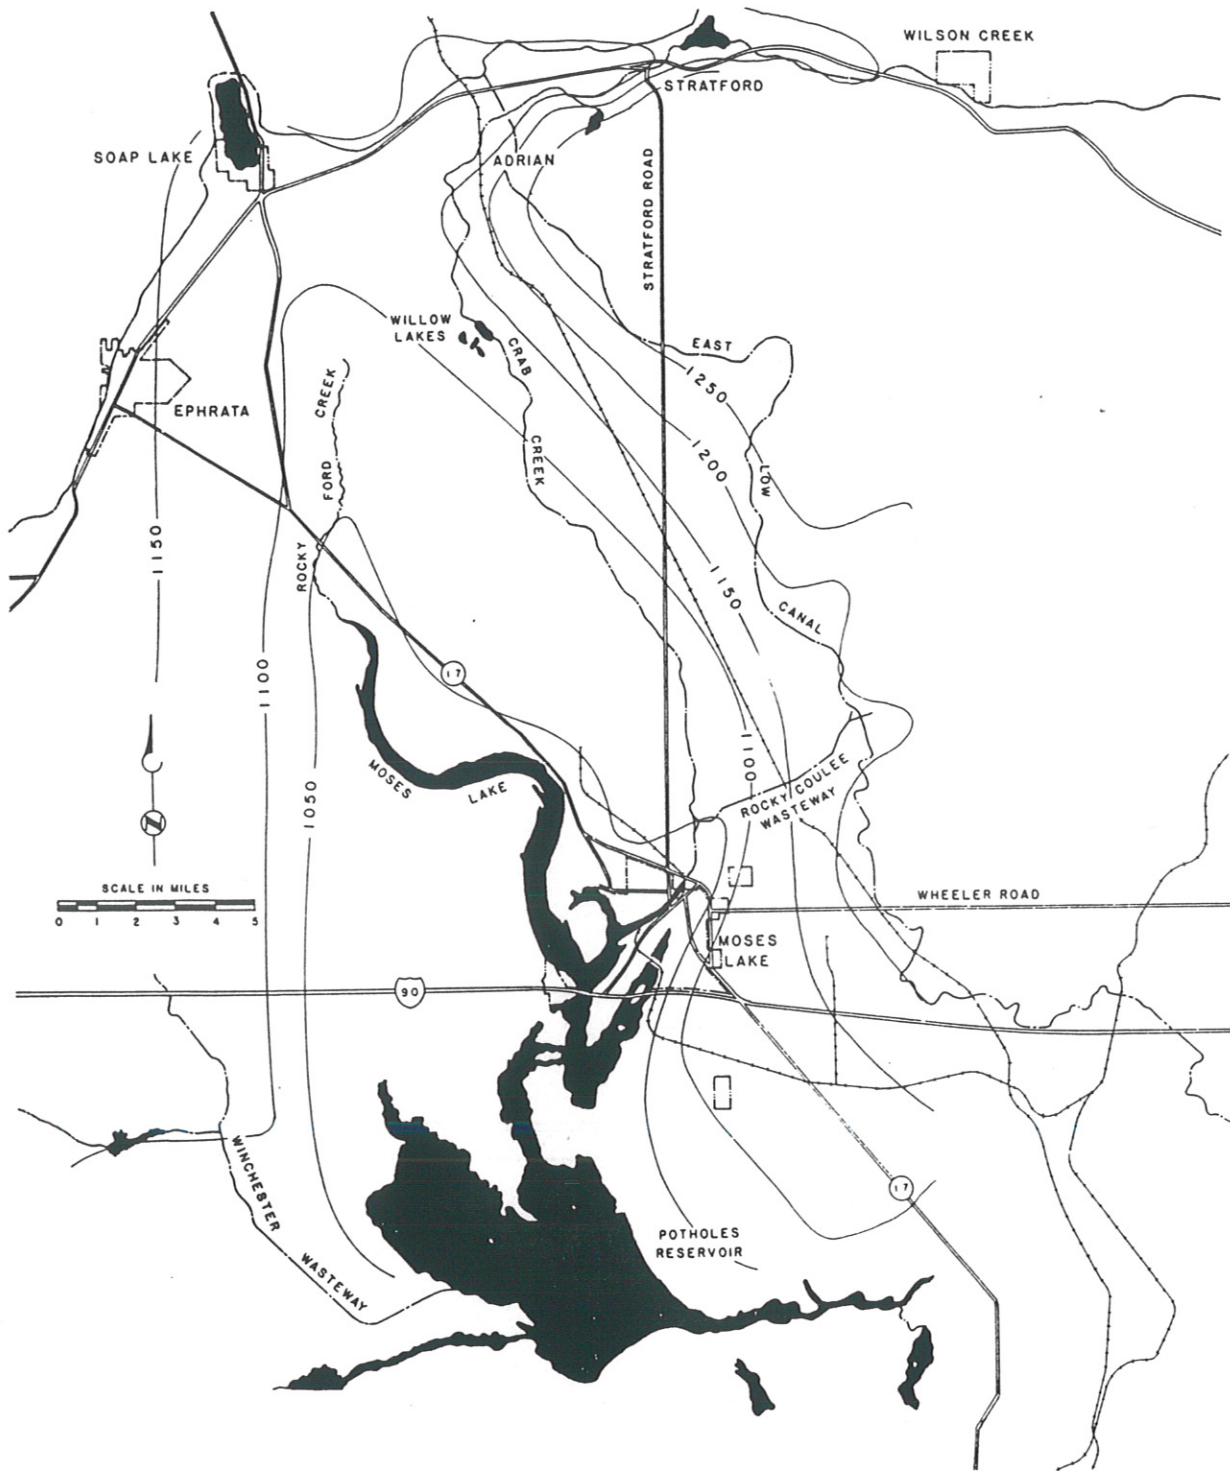 WILSON CREEK
STRATFORD
SOAP LAKE
ADRIAN
STRATFORD ROAD
WILLOW
LAKES
CRAB
CREEK
EAST
LOW
CANAL
1250
1200
1150
1100
EPHRATA
ROCKY
FORD
CREEK
1150
1100
1050
17
MOSES
LAKE
ROCKY COULEE
WASTEWAY
N
SCALE IN MILES
0 1 2 3 4 5
WHEELER ROAD
MOSES
LAKE
90
WINCHESTER
WASTEWAY
17
POTHOLES
RESERVOIR